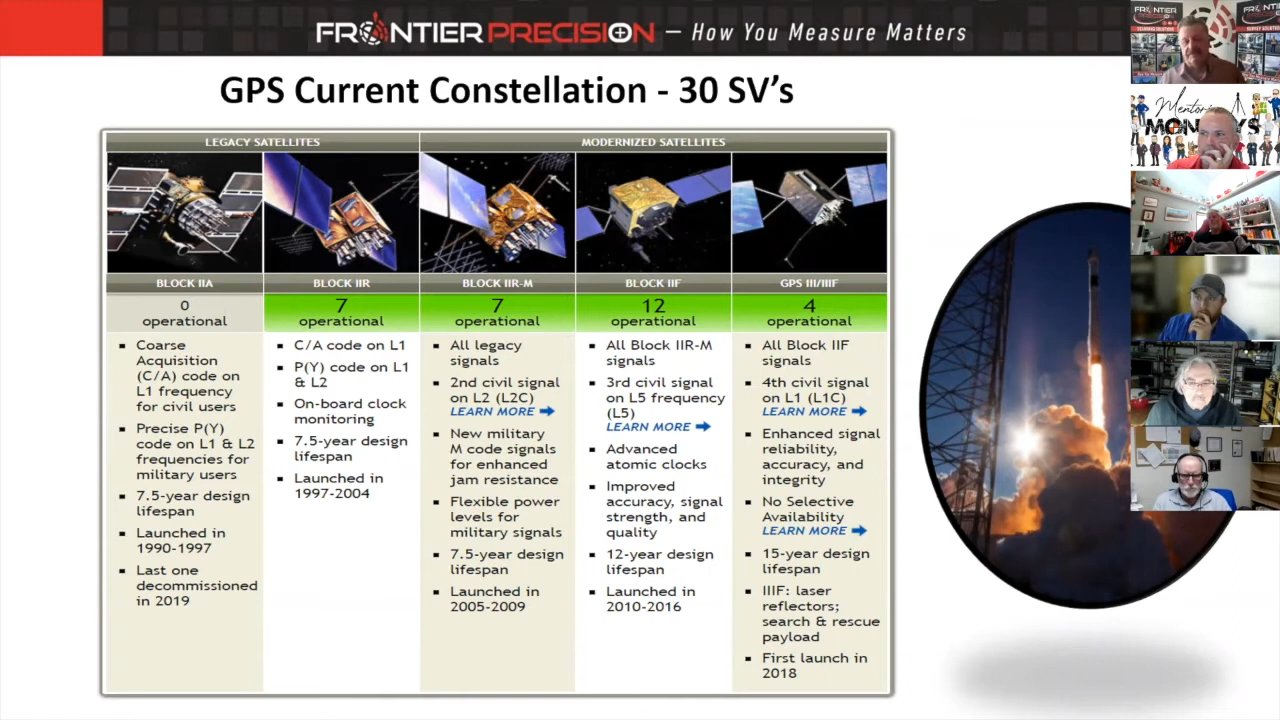 FRONTIER PRECISION — How You Measure Matters
GPS Current Constellation - 30 SV's
LEGACY SATELLITES
MODERNIZED SATELLITES
BLOCK IIA
0
operational
▪ Coarse
Acquisition
(C/A) code on
L1 frequency
for civil users
▪ Precise P(Y)
code on L1 & L2
frequencies for
military users
▪ 7.5-year design
lifespan
▪ Launched in
1990-1997
▪ Last one
decommissioned
in 2019
BLOCK IIR
7
operational
▪ C/A code on L1
▪ P(Y) code on L1
& L2
▪ On-board clock
monitoring
▪ 7.5-year design
lifespan
▪ Launched in
1997-2004
BLOCK IIR-M
7
operational
▪ All legacy
signals
▪ 2nd civil signal
on L2 (L2C)
LEARN MORE ➡
▪ New military
M code signals
for enhanced
jam resistance
▪ Flexible power
levels for
military signals
▪ 7.5-year design
lifespan
▪ Launched in
2005-2009
BLOCK IIF
12
operational
▪ All Block IIR-M
signals
▪ 3rd civil signal
on L5 frequency
(L5)
LEARN MORE ➡
▪ Advanced
atomic clocks
▪ Improved
accuracy, signal
strength, and
quality
▪ 12-year design
lifespan
▪ Launched in
2010-2016
GPS III/IIIF
4
operational
▪ All Block IIF
signals
▪ 4th civil signal
on L1 (L1C)
LEARN MORE ➡
▪ Enhanced signal
reliability,
accuracy, and
integrity
▪ No Selective
Availability
LEARN MORE ➡
▪ 15-year design
lifespan
▪ IIIF: laser
reflectors;
search & rescue
payload
▪ First launch in
2018